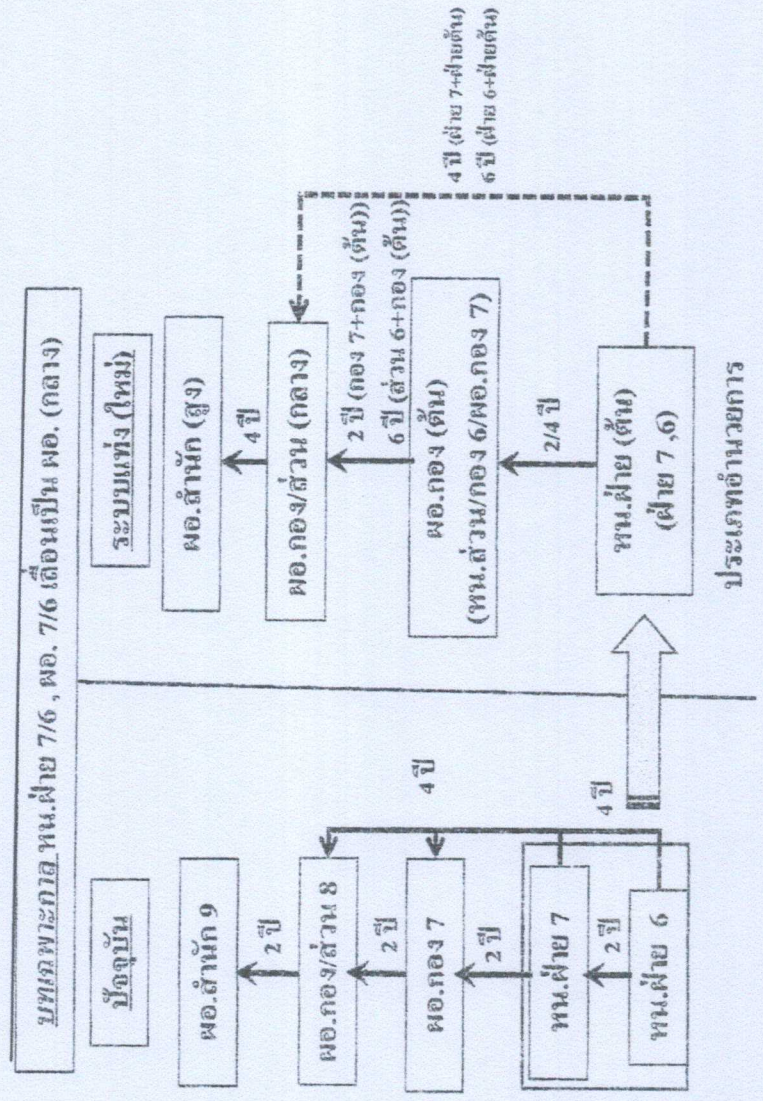 บทเฉพาะกาล หน.ฝ่าย 7/6 , ผอ. 7/6 เลื่อนเป็น ผอ. (กลาง)
ปัจจุบัน
ผอ.สำนัก 9
2 ปี
ผอ.กอง/ส่วน 8
2 ปี
ผอ.กอง 7
2 ปี
หน.ฝ่าย 7
2 ปี
หน.ฝ่าย 6
4 ปี
4 ปี
ระบบแท่ง (ใหม่)
ผอ.สำนัก (สูง)
4 ปี
ผอ.กอง/ส่วน (กลาง)
2 ปี (กอง 7+กอง (ต้น))
6 ปี (ส่วน 6+กอง (ต้น))
ผอ.กอง (ต้น)
(หน.ส่วน/กอง 6/ผอ.กอง 7)
2/4 ปี
หน.ฝ่าย (ต้น)
(ฝ่าย 7 ,6)
4 ปี (ฝ่าย 7+ฝ่ายต้น)
6 ปี (ฝ่าย 6+ฝ่ายต้น)
ประเภทอำนวยการ